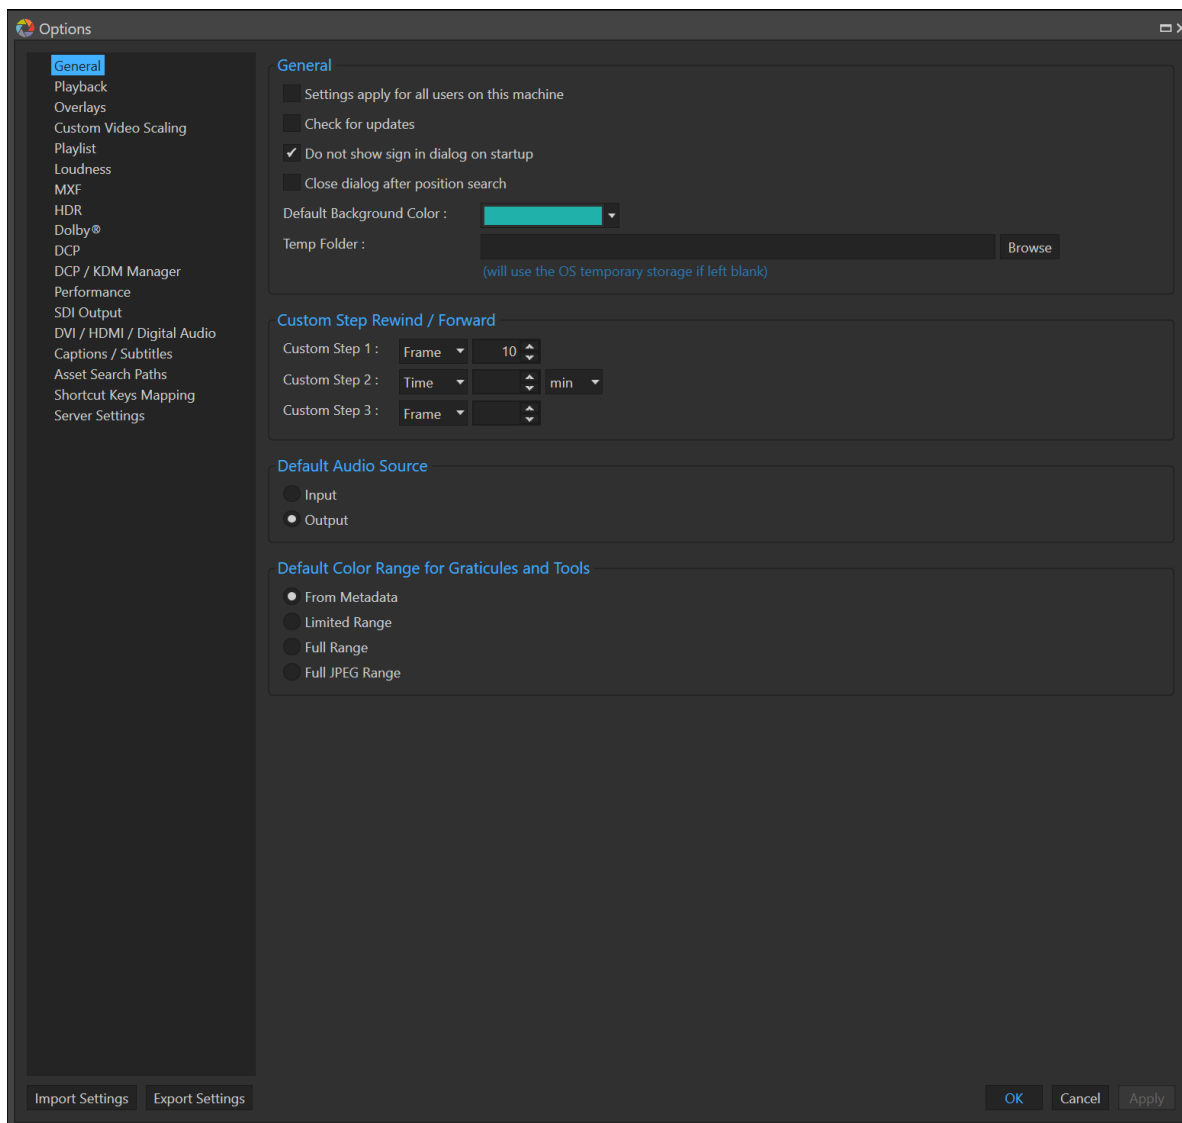 Options
General
Playback
Overlays
Custom Video Scaling
Playlist
Loudness
MXF
HDR
Dolby®
DCP
DCP / KDM Manager
Performance
SDI Output
DVI / HDMI / Digital Audio
Captions / Subtitles
Asset Search Paths
Shortcut Keys Mapping
Server Settings
General
Settings apply for all users on this machine
Check for updates
Do not show sign in dialog on startup
Close dialog after position search
Default Background Color :
Temp Folder : Browse
(will use the OS temporary storage if left blank)
Custom Step Rewind / Forward
Custom Step 1 : Frame 10
Custom Step 2 : Time min
Custom Step 3 : Frame
Default Audio Source
Input
Output
Default Color Range for Graticules and Tools
From Metadata
Limited Range
Full Range
Full JPEG Range
Import Settings Export Settings OK Cancel Apply